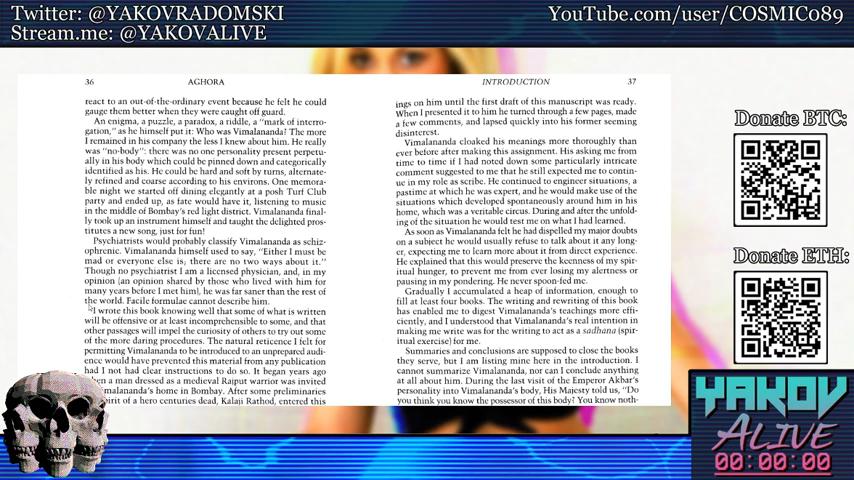 Twitter: @YAKOVRADOMSKI
Stream.me: @YAKOVALIVE
YouTube.com/user/COSMIC089
36 AGHORA
react to an out-of-the-ordinary event because he felt he could
gauge them better when they were caught off guard.
An enigma, a puzzle, a paradox, a riddle, a "mark of interro-
gation," as he himself put it: Who was Vimalananda? The more
I remained in his company the less I knew about him. He really
was "no-body": there was no one personality present perpetu-
ally in his body which could be pinned down and categorically
identified as his. He could be hard and soft by turns, alternate-
ly refined and coarse according to his environs. One memora-
ble night we started off dining elegantly at a posh Turf Club
party and ended up, as fate would have it, listening to music
in the middle of Bombay's red light district. Vimalananda final-
ly took up an instrument himself and taught the delighted pros-
titutes a new song, just for fun!
Psychiatrists would probably classify Vimalananda as schiz-
ophrenic. Vimalananda himself used to say, "Either I must be
mad or everyone else is; there are no two ways about it."
Though no psychiatrist I am a licensed physician, and, in my
opinion (an opinion shared by those who lived with him for
many years before I met him), he was far saner than the rest of
the world. Facile formulae cannot describe him.
I wrote this book knowing well that some of what is written
will be offensive or at least incomprehensible to some, and that
other passages will impel the curiosity of others to try out some
of the more daring procedures. The natural reticence I felt for
permitting Vimalananda to be introduced to an unprepared audi-
ence would have prevented this material from any publication
had I not had clear instructions to do so. It began years ago
a man dressed as a medieval Rajput warrior was invited
home in Bombay. After some preliminaries
of a hero centuries dead, Kalaji Rathod, entered this
INTRODUCTION 37
ings on him until the first draft of this manuscript was ready.
When I presented it to him he turned through a few pages, made
a few comments, and lapsed quickly into his former seeming
disinterest.
Vimalananda cloaked his meanings more thoroughly than
ever before after making this assignment. His asking me from
time to time if I had noted down some particularly intricate
comment suggested to me that he still expected me to contin-
ue in my role as scribe. He continued to engineer situations, a
pastime at which he was expert, and he would make use of the
situations which developed spontaneously around him in his
home, which was a veritable circus. During and after the unfold-
ing of the situation he would test me on what I had learned.
As soon as Vimalananda felt he had dispelled my major doubts
on a subject he would usually refuse to talk about it any long-
er, expecting me to learn more about it from direct experience.
He explained that this would preserve the keenness of my spir-
itual hunger, to prevent me from ever losing my alertness or
pausing in my pondering. He never spoon-fed me.
Gradually I accumulated a heap of information, enough to
fill at least four books. The writing and rewriting of this book
has enabled me to digest Vimalananda's teachings more effi-
ciently, and I understood that Vimalananda's real intention in
making me write was for the writing to act as a sadhana (spir-
itual exercise) for me.
Summaries and conclusions are supposed to close the books
they serve, but I am listing mine here in the introduction. I
cannot summarize Vimalananda, nor can I conclude anything
at all about him. During the last visit of the Emperor Akbar's
personality into Vimalananda's body, His Majesty told us, "Do
you think you know the possessor of this body? You know noth-
Donate BTC:
Donate ETH:
YAKOV
ALIVE
00:00:00